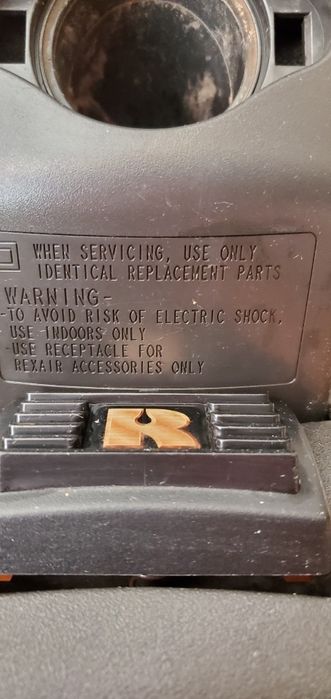 WHEN SERVICING, USE ONLY
IDENTICAL REPLACEMENT PARTS
WARNING-
-TO AVOID RISK OF ELECTRIC SHOCK,
USE INDOORS ONLY
-USE RECEPTACLE FOR
REXAIR ACCESSORIES ONLY
R